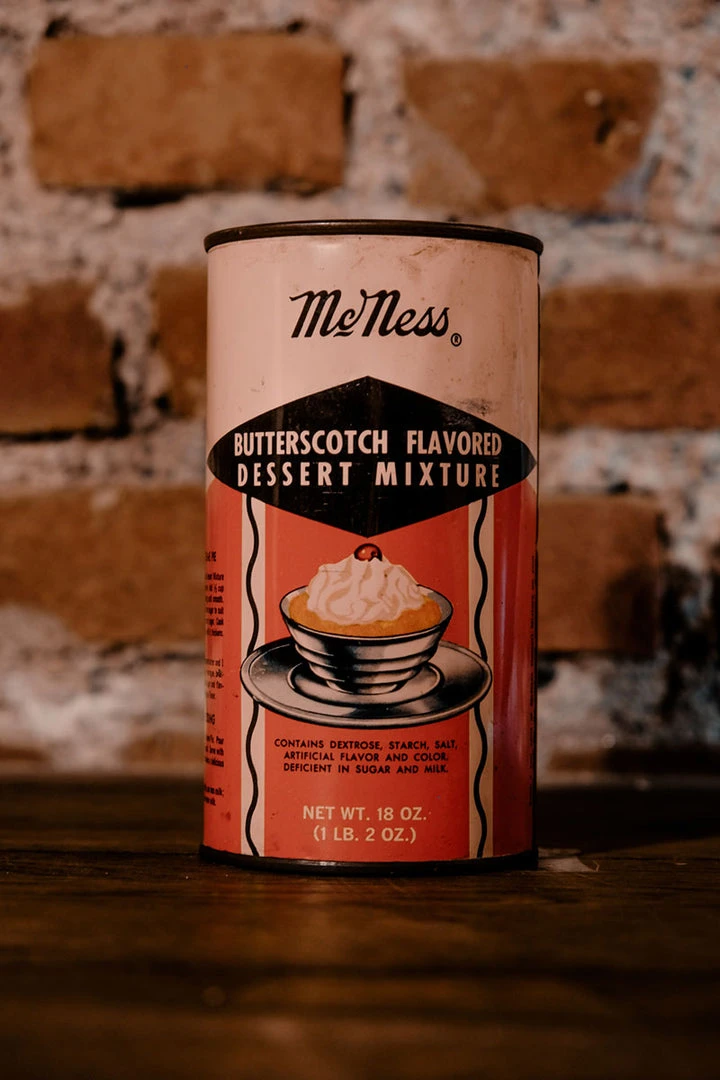 McNess®
BUTTERSCOTCH FLAVORED
DESSERT MIXTURE
CONTAINS DEXTROSE, STARCH, SALT,
ARTIFICIAL FLAVOR AND COLOR.
DEFICIENT IN SUGAR AND MILK.
NET WT. 18 OZ.
(1 LB. 2 OZ.)